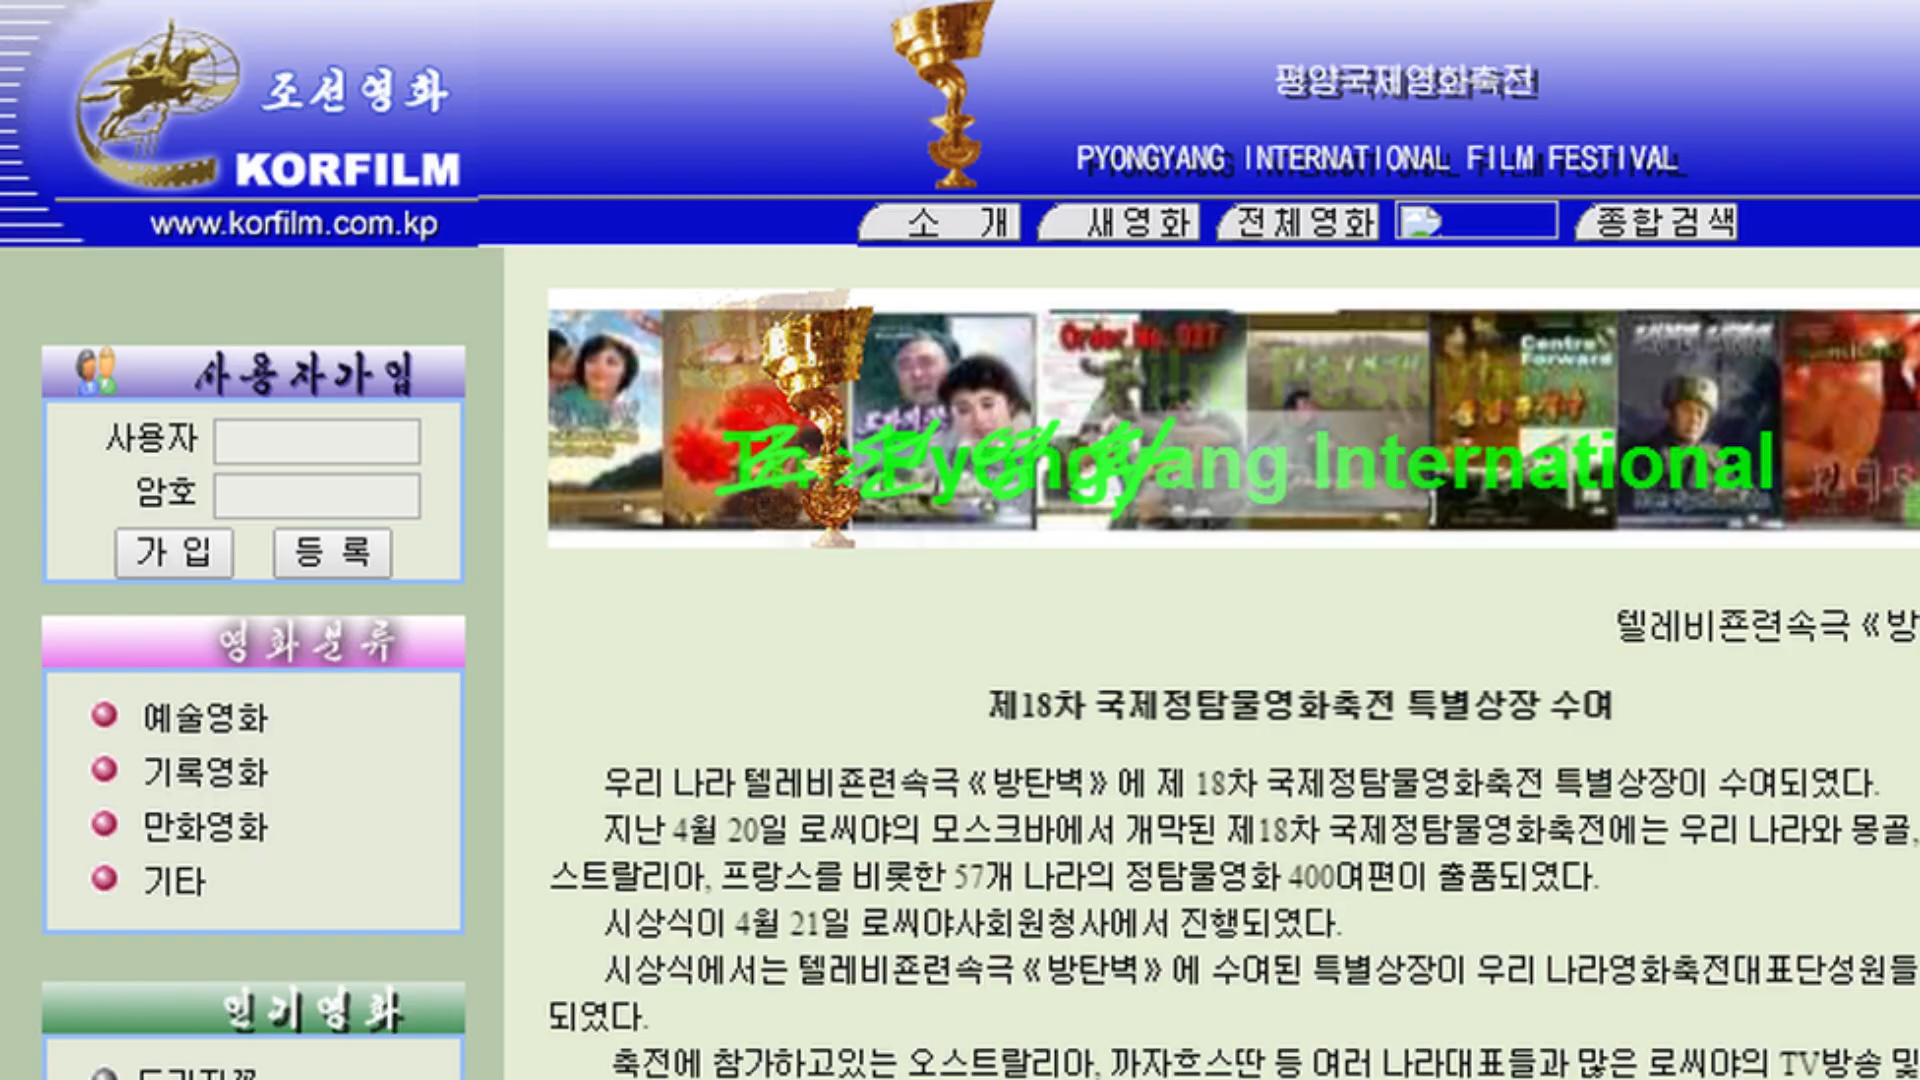 조선영화
KORFILM
www.korfilm.com.kp
평양국제영화축전
PYONGYANG INTERNATIONAL FILM FESTIVAL
소 개
새영화
전체영화
종합검색
사용자가입
사용자
암호
가 입
등 록
영화분류
예술영화
기록영화
만화영화
기타
인기영화
Order No. 027
Centre
Forward
Film Festival
조선영화
Pyongyang International
텔레비죤련속극《방
제18차 국제정탐물영화축전 특별상장 수여
우리 나라 텔레비죤련속극《방탄벽》에 제 18차 국제정탐물영화축전 특별상장이 수여되였다.
지난 4월 20일 로씨야의 모스크바에서 개막된 제18차 국제정탐물영화축전에는 우리 나라와 몽골,
스트랄리아, 프랑스를 비롯한 57개 나라의 정탐물영화 400여편이 출품되였다.
시상식이 4월 21일 로씨야사회원청사에서 진행되였다.
시상식에서는 텔레비죤련속극《방탄벽》에 수여된 특별상장이 우리 나라영화축전대표단성원들
되였다.
축전에 참가하고있는 오스트랄리아, 까자흐스딴 등 여러 나라대표들과 많은 로씨야의 TV방송 및